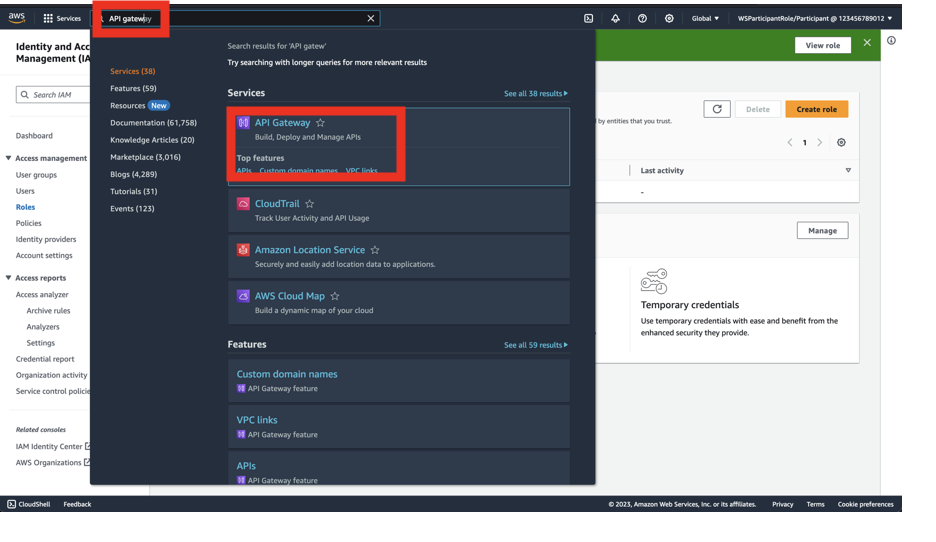 aws
Services
API gateway
Global ▼
WSParticipantRole/Participant @ 123456789012 ▼
Identity and Acc
Management (IA
Search IAM
Dashboard
Access management
User groups
Users
Roles
Policies
Identity providers
Account settings
Access reports
Access analyzer
Archive rules
Analyzers
Settings
Credential report
Organization activity
Service control policie
Related consoles
IAM Identity Center
AWS Organizations
Search results for 'API gatew'
Try searching with longer queries for more relevant results
Services (38)
Features (59)
Resources New
Documentation (61,758)
Knowledge Articles (20)
Marketplace (3,016)
Blogs (4,289)
Tutorials (31)
Events (123)
Services
See all 38 results ▶
API Gateway
Build, Deploy and Manage APIs
Top features
APIs Custom domain names VPC links
CloudTrail
Track User Activity and API Usage
Amazon Location Service
Securely and easily add location data to applications.
AWS Cloud Map
Build a dynamic map of your cloud
Features
See all 59 results ▶
Custom domain names
API Gateway feature
VPC links
API Gateway feature
APIs
API Gateway feature
View role
Delete
Create role
by entities that you trust.
1
Last activity
-
Manage
Temporary credentials
Use temporary credentials with ease and benefit from the
enhanced security they provide.
CloudShell
Feedback
© 2023, Amazon Web Services, Inc. or its affiliates.
Privacy
Terms
Cookie preferences